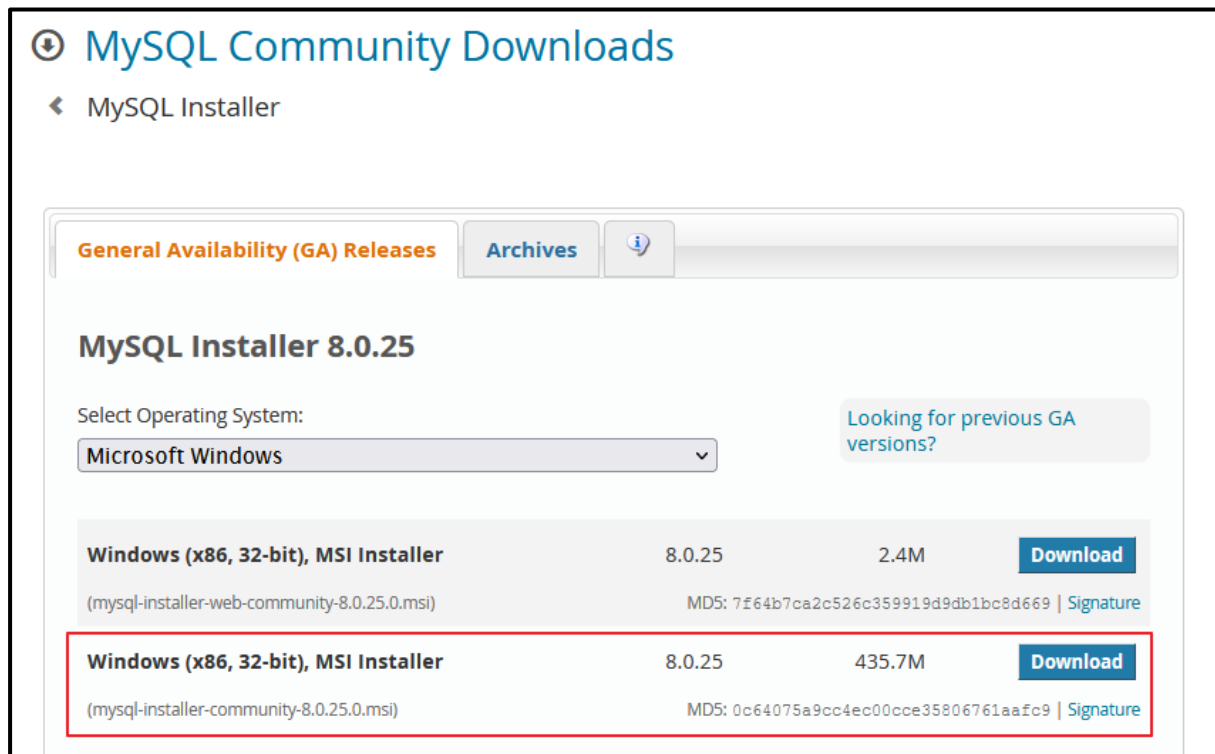 MySQL Community Downloads
MySQL Installer
General Availability (GA) Releases Archives
MySQL Installer 8.0.25
Select Operating System:
Looking for previous GA
versions?
Microsoft Windows
Windows (x86, 32-bit), MSI Installer 8.0.25 2.4M Download
(mysql-installer-web-community-8.0.25.0.msi) MD5: 7f64b7ca2c526c359919d9db1bc8d669 | Signature
Windows (x86, 32-bit), MSI Installer 8.0.25 435.7M Download
(mysql-installer-community-8.0.25.0.msi) MD5: 0c64075a9cc4ec00cce35806761aafc9 | Signature